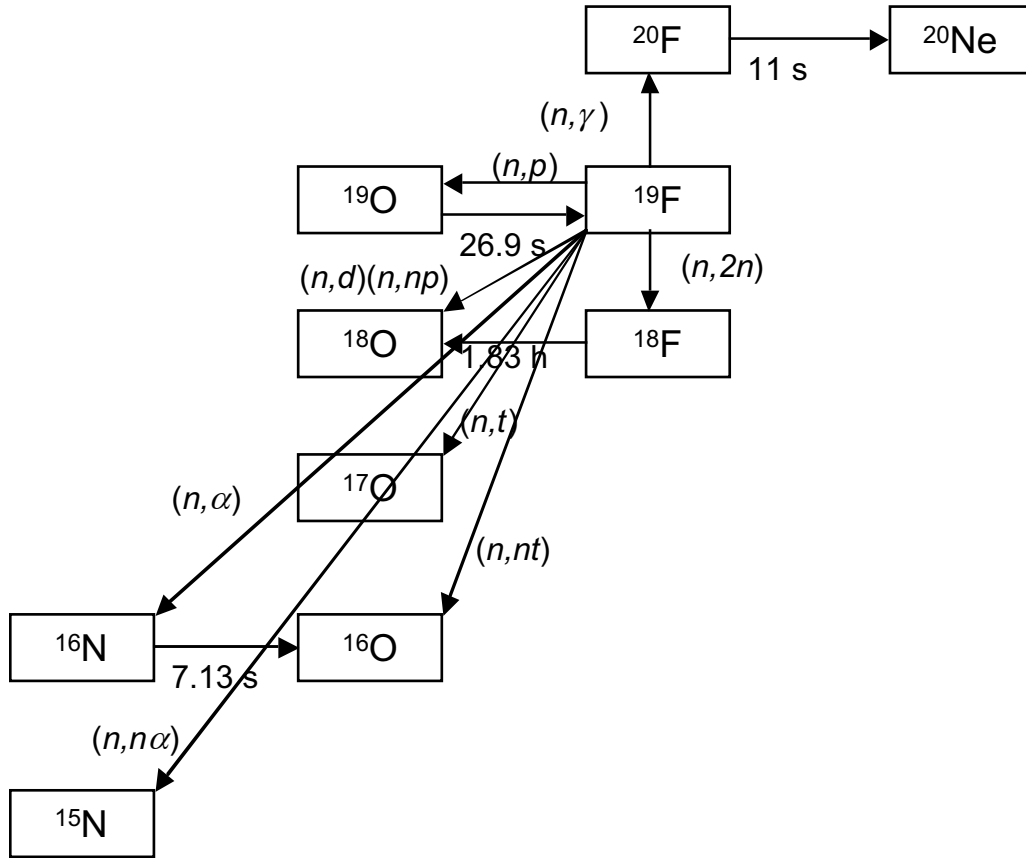 ²⁰F
²⁰Ne
11 s
(n,γ)
(n,p)
¹⁹O
¹⁹F
26.9 s
(n,2n)
(n,d)(n,np)
¹⁸O
1.83 h
¹⁸F
(n,t)
¹⁷O
(n,α)
(n,nt)
¹⁶N
¹⁶O
7.13 s
(n,nα)
¹⁵N